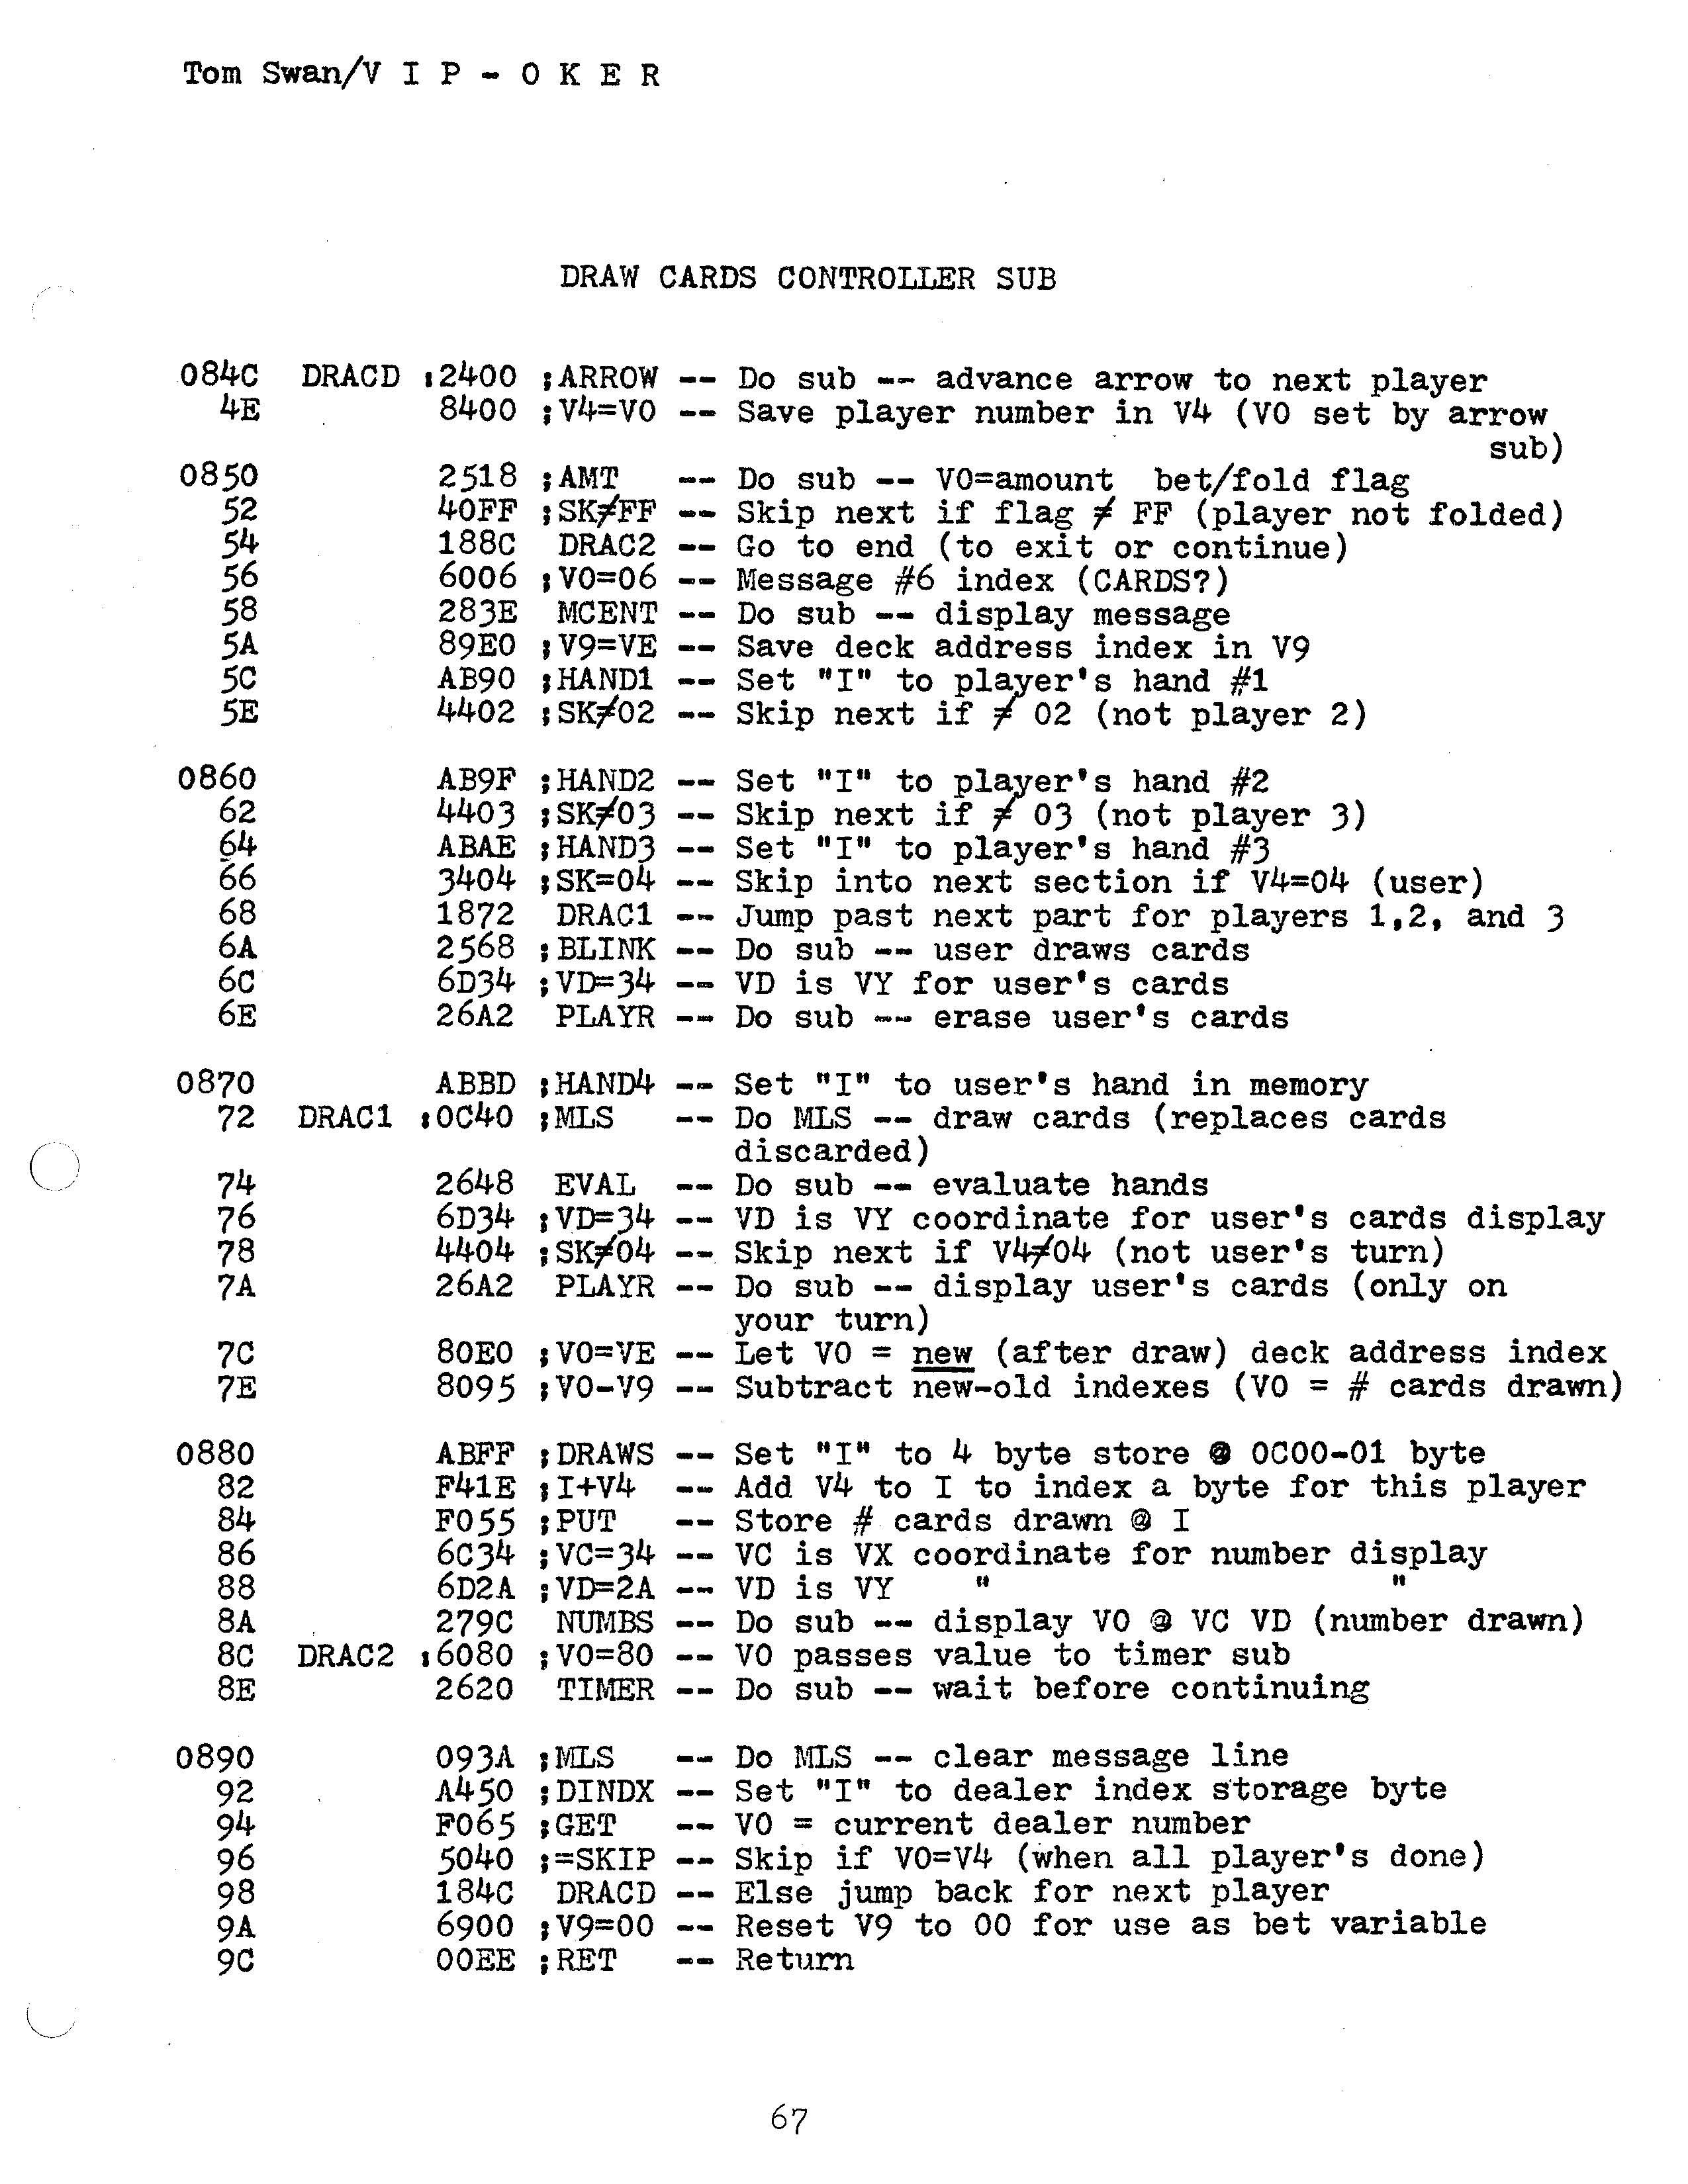 Tom Swan/V I P - O K E R
DRAW CARDS CONTROLLER SUB
084C DRACD :2400 ;ARROW -- Do sub -- advance arrow to next player
4E 8400 ;V4=V0 -- Save player number in V4 (V0 set by arrow
sub)
0850 2518 ;AMT -- Do sub -- V0=amount bet/fold flag
52 40FF ;SK≠FF -- Skip next if flag ≠ FF (player not folded)
54 188C DRAC2 -- Go to end (to exit or continue)
56 6006 ;V0=06 -- Message #6 index (CARDS?)
58 283E MCENT -- Do sub -- display message
5A 89E0 ;V9=VE -- Save deck address index in V9
5C AB90 ;HAND1 -- Set "I" to player's hand #1
5E 4402 ;SK≠02 -- Skip next if ≠ 02 (not player 2)
0860 AB9F ;HAND2 -- Set "I" to player's hand #2
62 4403 ;SK≠03 -- Skip next if ≠ 03 (not player 3)
64 ABAE ;HAND3 -- Set "I" to player's hand #3
66 3404 ;SK=04 -- Skip into next section if V4=04 (user)
68 1872 DRAC1 -- Jump past next part for players 1,2, and 3
6A 2568 ;BLINK -- Do sub -- user draws cards
6C 6D34 ;VD=34 -- VD is VY for user's cards
6E 26A2 PLAYR -- Do sub -- erase user's cards
0870 ABBD ;HAND4 -- Set "I" to user's hand in memory
72 DRAC1 :0C40 ;MLS -- Do MLS -- draw cards (replaces cards
discarded)
74 2648 EVAL -- Do sub -- evaluate hands
76 6D34 ;VD=34 -- VD is VY coordinate for user's cards display
78 4404 ;SK≠04 -- Skip next if V4≠04 (not user's turn)
7A 26A2 PLAYR -- Do sub -- display user's cards (only on
your turn)
7C 80E0 ;V0=VE -- Let V0 = new (after draw) deck address index
7E 8095 ;V0-V9 -- Subtract new-old indexes (V0 = # cards drawn)
0880 ABFF ;DRAWS -- Set "I" to 4 byte store @ 0C00-01 byte
82 F41E ;I+V4 -- Add V4 to I to index a byte for this player
84 F055 ;PUT -- Store # cards drawn @ I
86 6C34 ;VC=34 -- VC is VX coordinate for number display
88 6D2A ;VD=2A -- VD is VY " "
8A 279C NUMBS -- Do sub -- display V0 @ VC VD (number drawn)
8C DRAC2 :6080 ;V0=80 -- V0 passes value to timer sub
8E 2620 TIMER -- Do sub -- wait before continuing
0890 093A ;MLS -- Do MLS -- clear message line
92 A450 ;DINDX -- Set "I" to dealer index storage byte
94 F065 ;GET -- V0 = current dealer number
96 5040 ;=SKIP -- Skip if V0=V4 (when all player's done)
98 184C DRACD -- Else jump back for next player
9A 6900 ;V9=00 -- Reset V9 to 00 for use as bet variable
9C 00EE ;RET -- Return
67